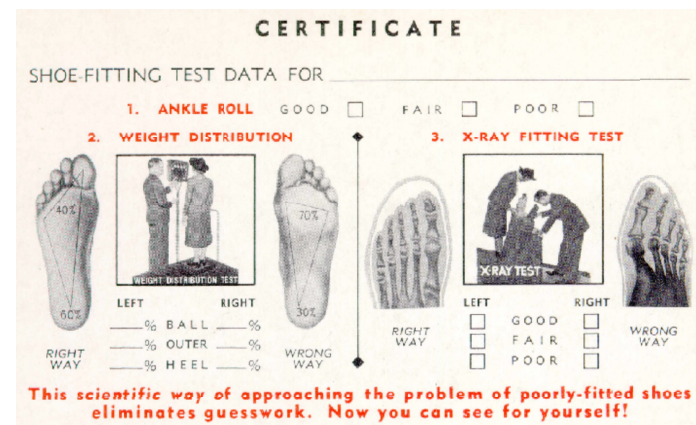 CERTIFICATE
SHOE-FITTING TEST DATA FOR
1. ANKLE ROLL GOOD FAIR POOR
2. WEIGHT DISTRIBUTION
40%
60%
RIGHT
WAY
WEIGHT DISTRIBUTION TEST
70%
30%
WRONG
WAY
LEFT RIGHT
% BALL %
% OUTER %
% HEEL %
3. X-RAY FITTING TEST
RIGHT
WAY
X-RAY TEST
WRONG
WAY
LEFT RIGHT
GOOD
FAIR
POOR
This scientific way of approaching the problem of poorly-fitted shoes
eliminates guesswork. Now you can see for yourself!